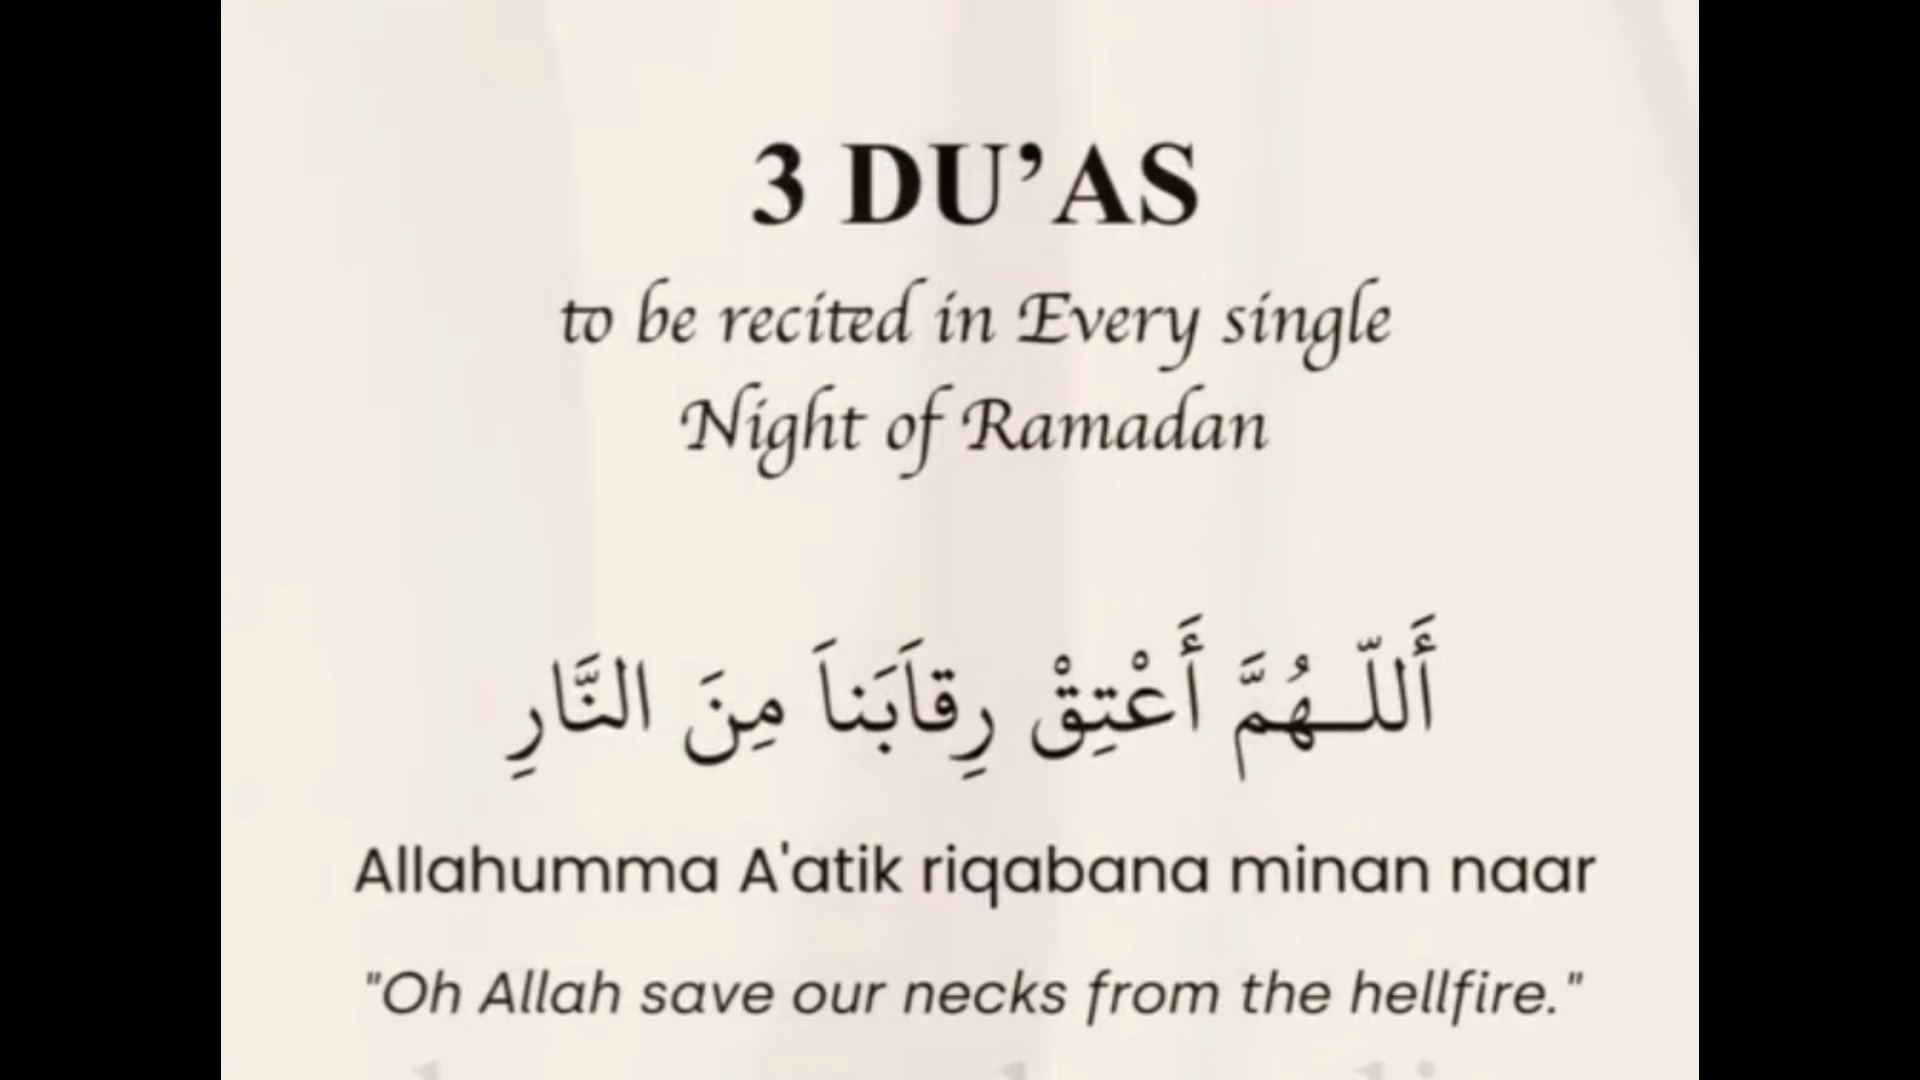 3 DU’AS
to be recited in Every single
Night of Ramadan
أَللّـهُمَّ أَعْتِقْ رِقاَبَناَ مِنَ النَّارِ
Allahumma A'atik riqabana minan naar
"Oh Allah save our necks from the hellfire."